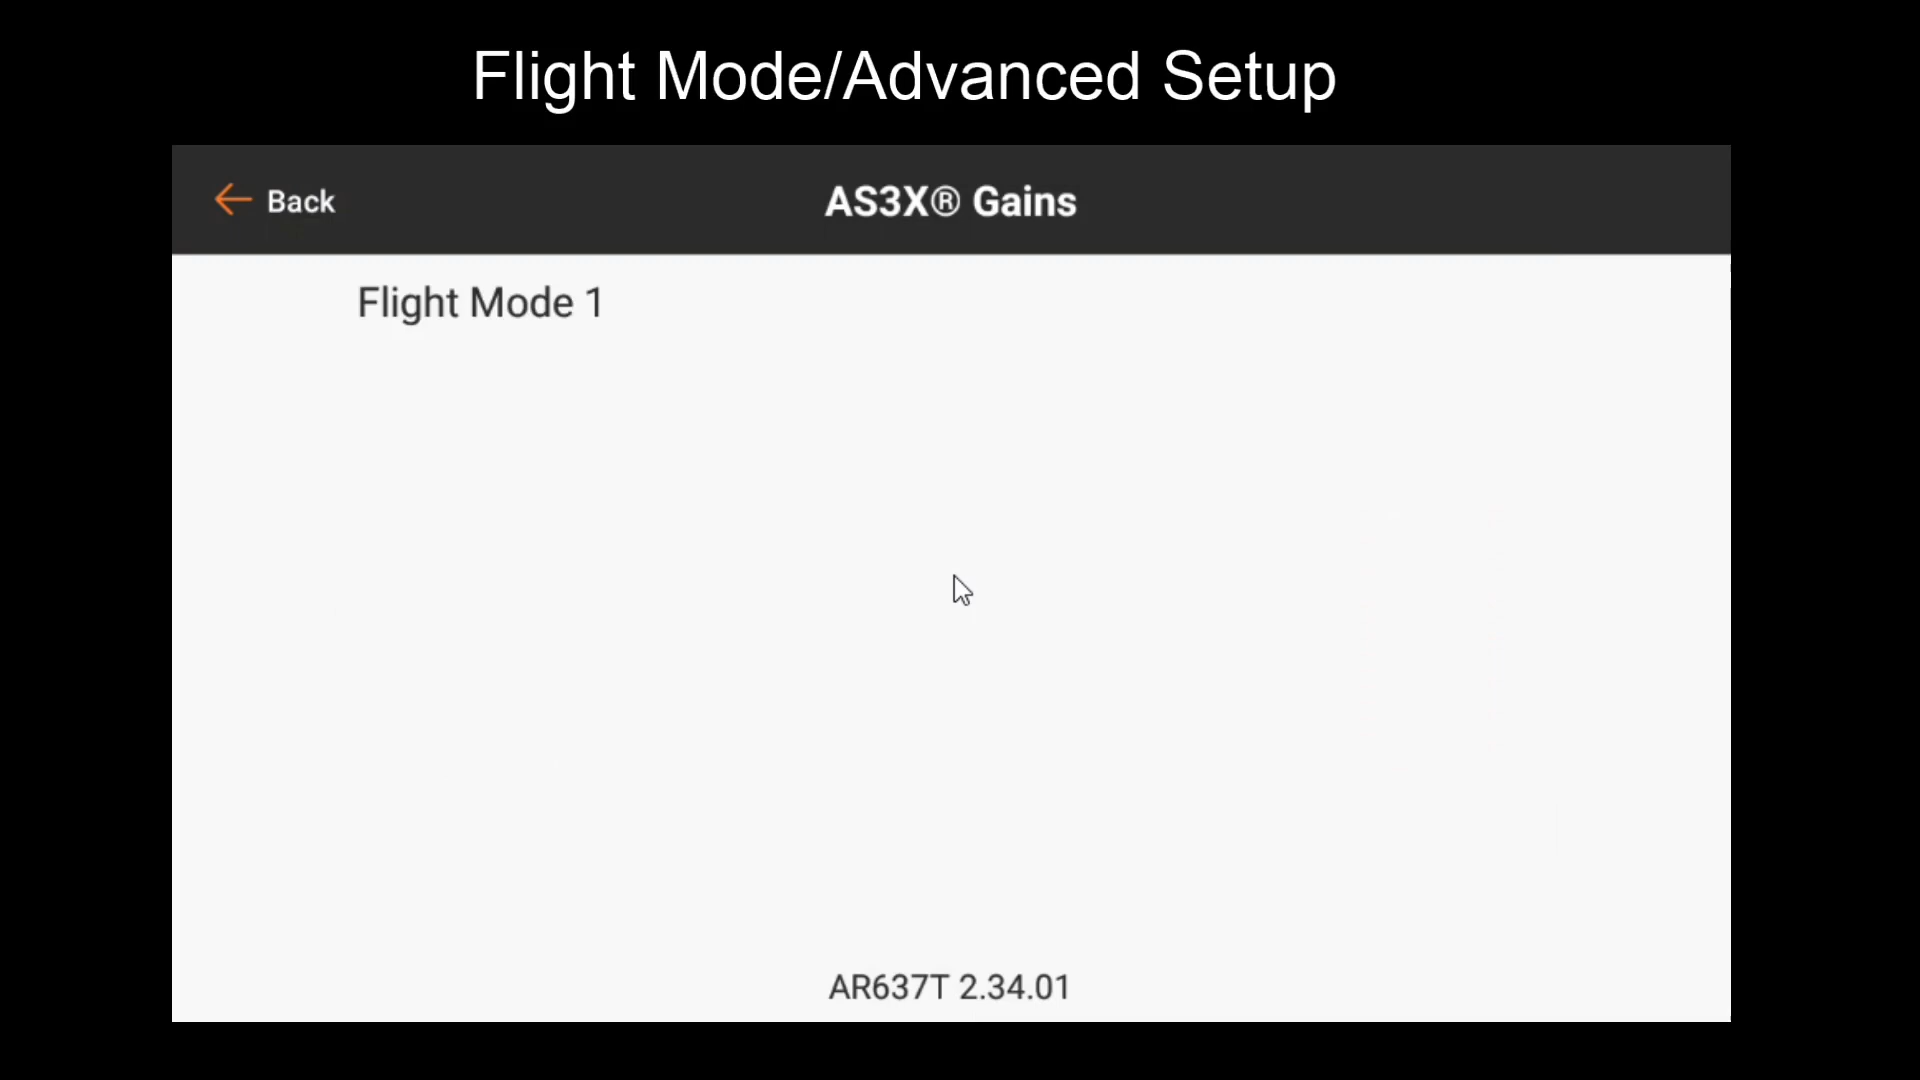 Flight Mode/Advanced Setup
Back
AS3X® Gains
Flight Mode 1
AR637T 2.34.01